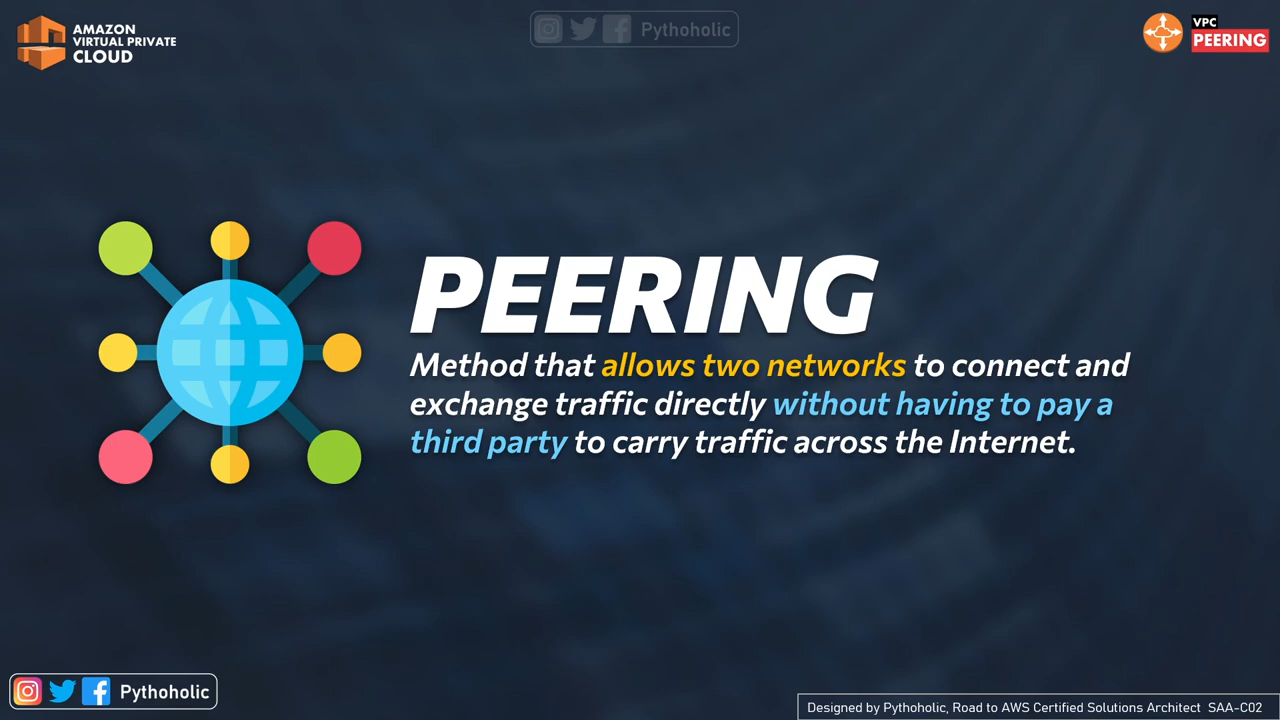 AMAZON
VIRTUAL PRIVATE
CLOUD
Pythoholic
VPC
PEERING
PEERING
Method that allows two networks to connect and
exchange traffic directly without having to pay a
third party to carry traffic across the Internet.
Pythoholic
Designed by Pythoholic, Road to AWS Certified Solutions Architect SAA-C02